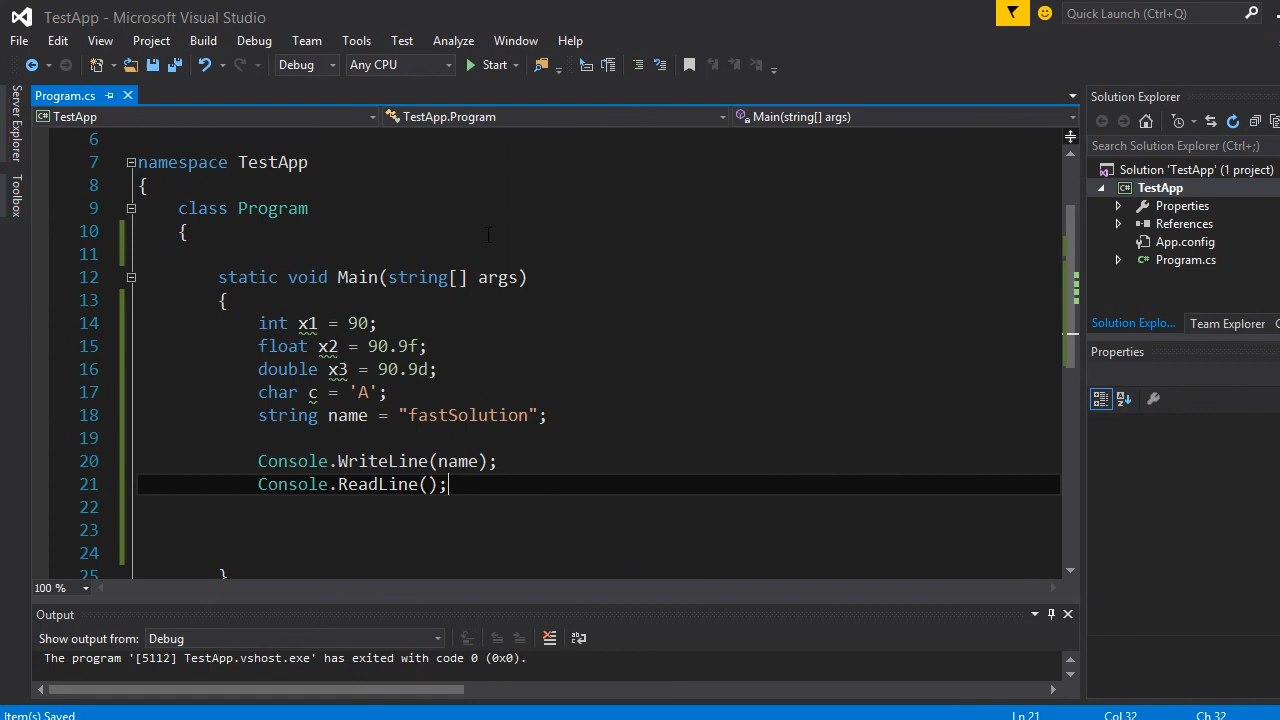 TestApp - Microsoft Visual Studio
Quick Launch (Ctrl+Q)
File Edit View Project Build Debug Team Tools Test Analyze Window Help
Debug Any CPU Start
Server Explorer
Toolbox
Program.cs
TestApp TestApp.Program Main(string[] args)
6
7 namespace TestApp
8 {
9 class Program
10 {
11
12 static void Main(string[] args)
13 {
14 int x1 = 90;
15 float x2 = 90.9f;
16 double x3 = 90.9d;
17 char c = 'A';
18 string name = "fastSolution";
19
20 Console.WriteLine(name);
21 Console.ReadLine();
22
23
24
25 }
100 %
Output
Show output from: Debug
The program '[5112] TestApp.vshost.exe' has exited with code 0 (0x0).
Solution Explorer
Search Solution Explorer (Ctrl+;)
Solution 'TestApp' (1 project)
TestApp
Properties
References
App.config
Program.cs
Solution Explo... Team Explorer C
Properties
Item(s) Saved Ln 21 Col 32 Ch 32